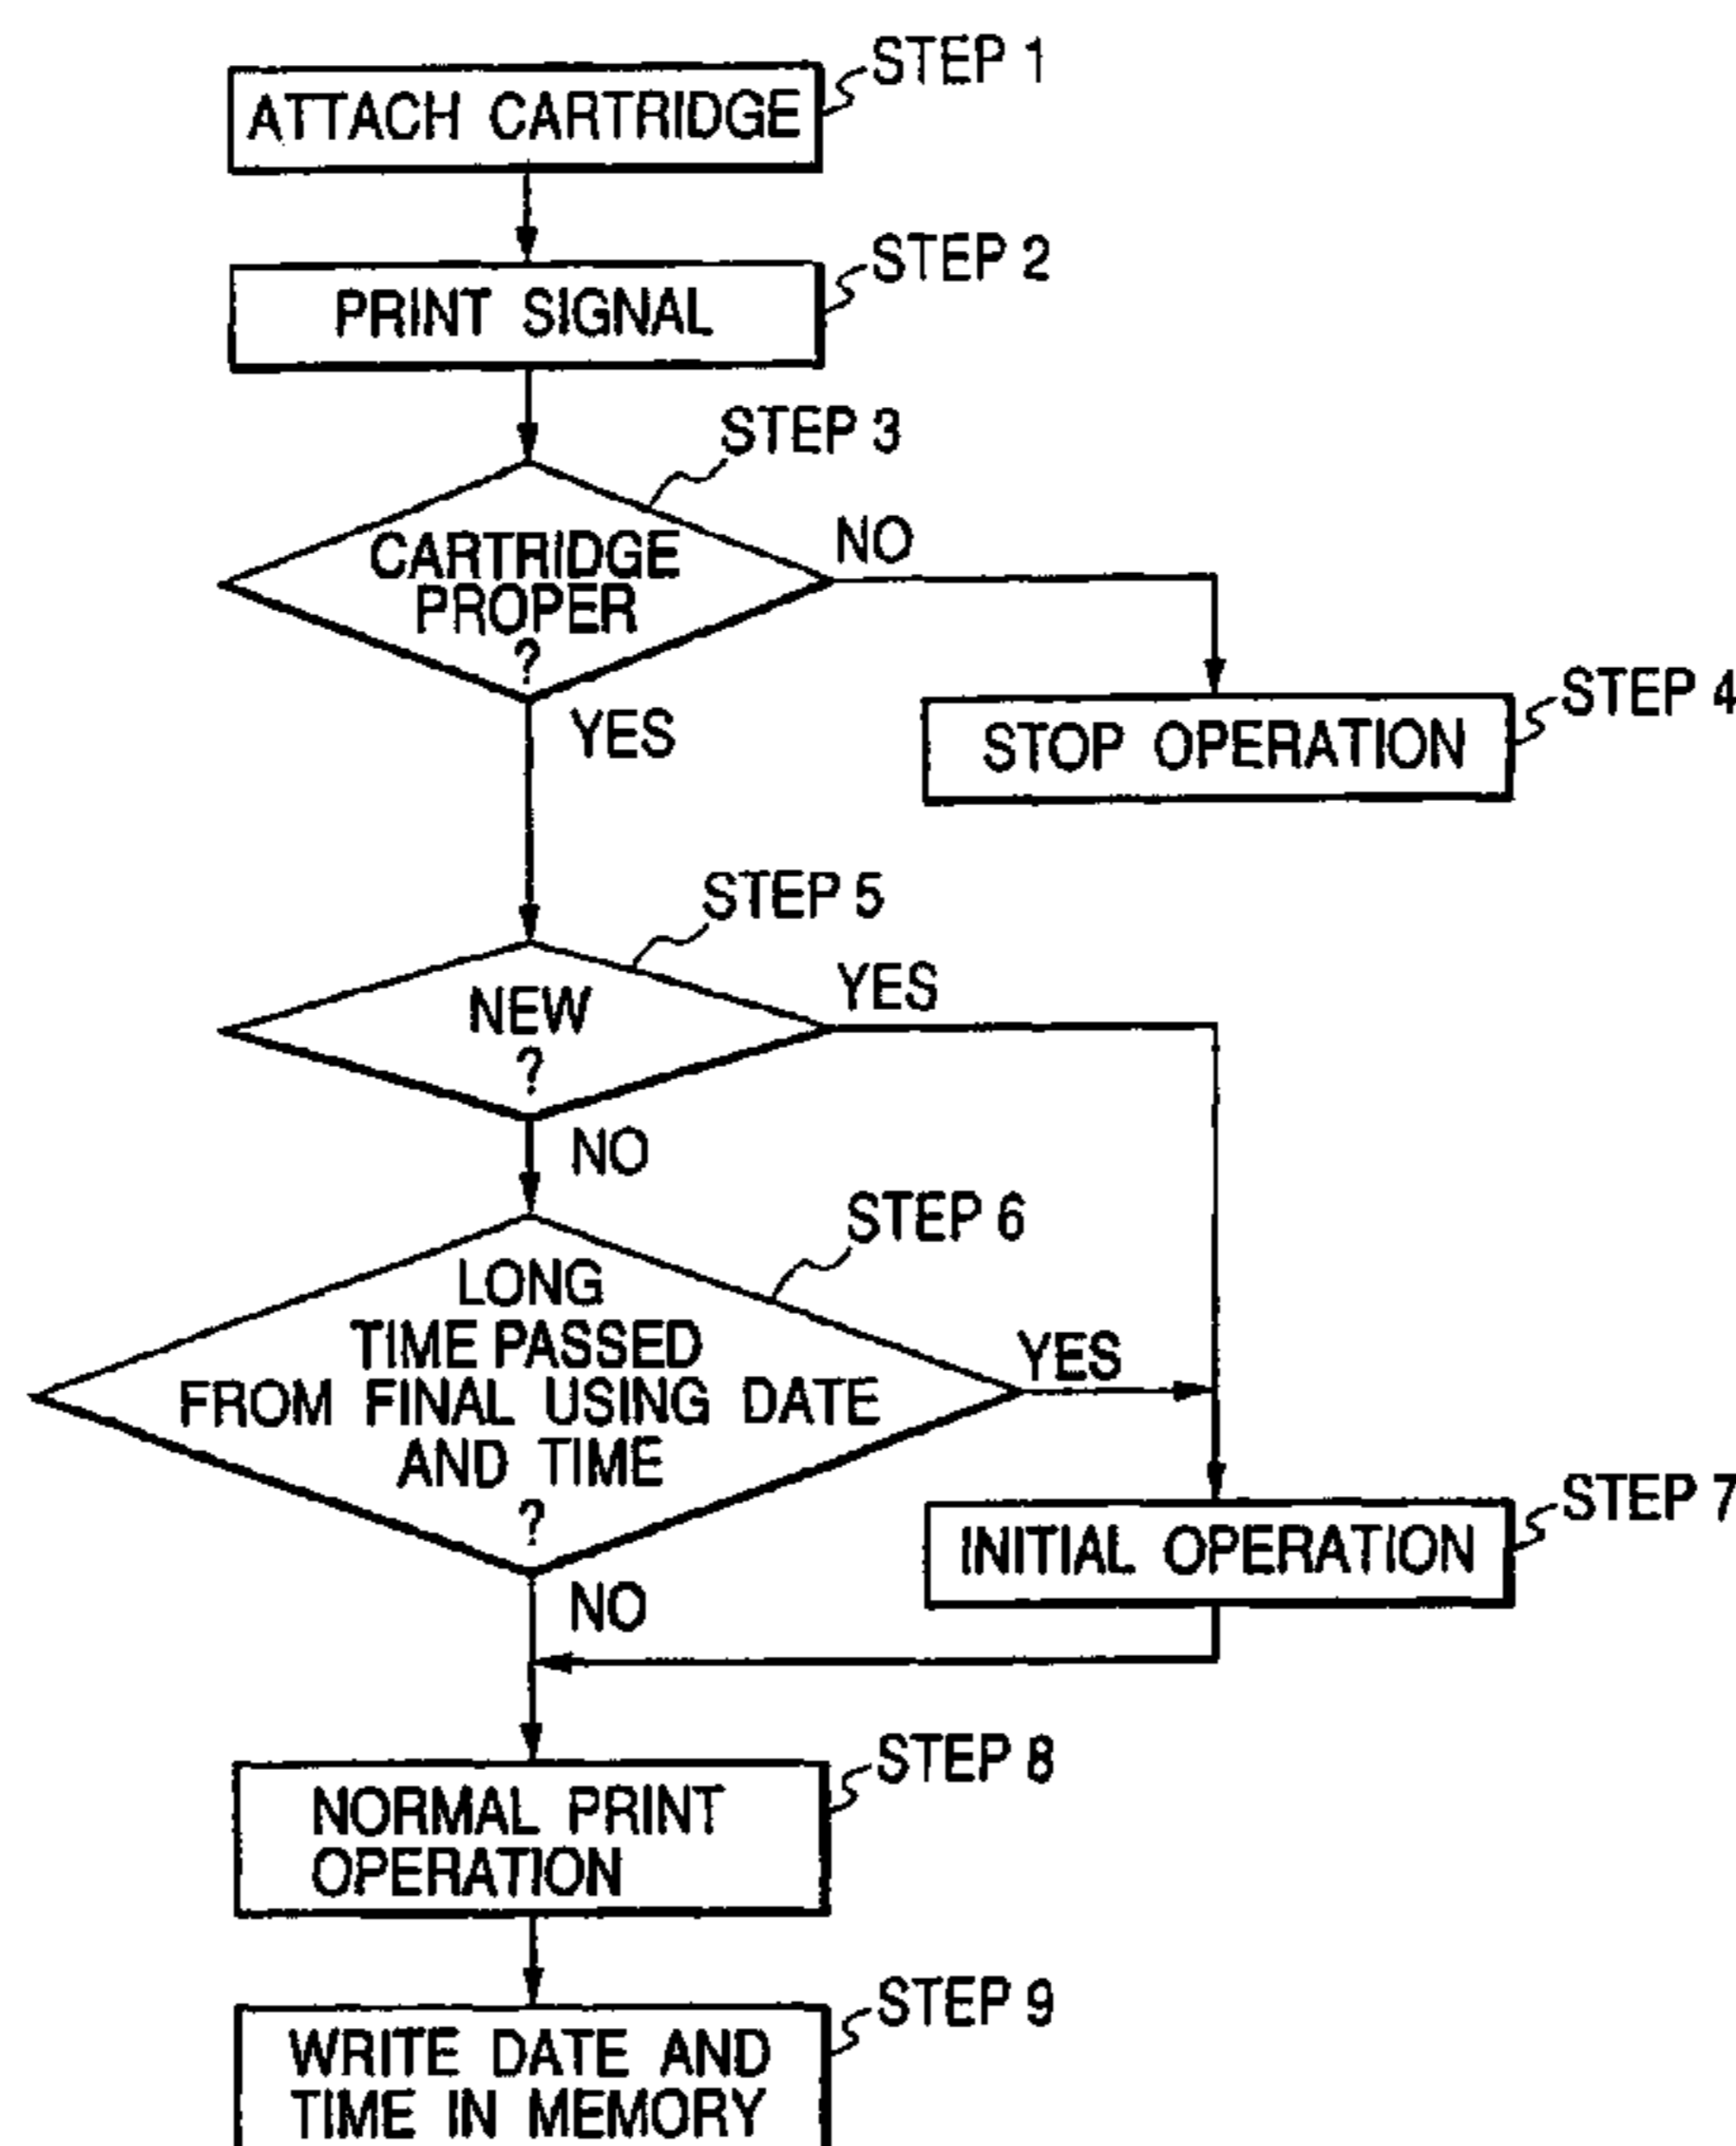 STEP 1
ATTACH CARTRIDGE
STEP 2
PRINT SIGNAL
STEP 3
CARTRIDGE
PROPER
?
NO
YES
STEP 4
STOP OPERATION
STEP 5
NEW
?
YES
NO
STEP 6
LONG
TIME PASSED
FROM FINAL USING DATE
AND TIME
?
YES
NO
STEP 7
INITIAL OPERATION
STEP 8
NORMAL PRINT
OPERATION
STEP 9
WRITE DATE AND
TIME IN MEMORY